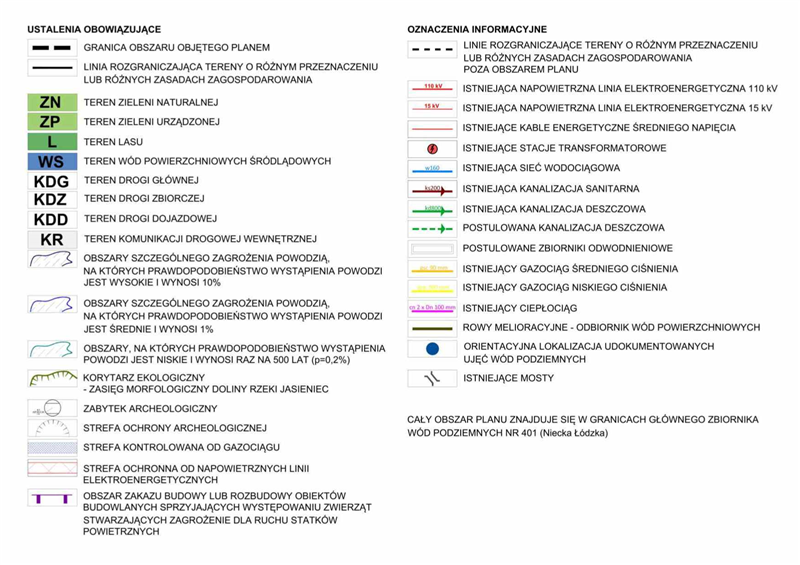 USTALENIA OBOWIĄZUJĄCE
GRANICA OBSZARU OBJĘTEGO PLANEM
LINIA ROZGRANICZAJĄCA TERENY O RÓŻNYM PRZEZNACZENIU
LUB RÓŻNYCH ZASADACH ZAGOSPODAROWANIA
ZN TEREN ZIELENI NATURALNEJ
ZP TEREN ZIELENI URZĄDZONEJ
L TEREN LASU
WS TEREN WÓD POWIERZCHNIOWYCH ŚRÓDLĄDOWYCH
KDG TEREN DROGI GŁÓWNEJ
KDZ TEREN DROGI ZBIORCZEJ
KDD TEREN DROGI DOJAZDOWEJ
KR TEREN KOMUNIKACJI DROGOWEJ WEWNĘTRZNEJ
OBSZARY SZCZEGÓLNEGO ZAGROŻENIA POWODZIĄ,
NA KTÓRYCH PRAWDOPODOBIEŃSTWO WYSTĄPIENIA POWODZI
JEST WYSOKIE I WYNOSI 10%
OBSZARY SZCZEGÓLNEGO ZAGROŻENIA POWODZIĄ,
NA KTÓRYCH PRAWDOPODOBIEŃSTWO WYSTĄPIENIA POWODZI
JEST ŚREDNIE I WYNOSI 1%
OBSZARY, NA KTÓRYCH PRAWDOPODOBIEŃSTWO WYSTĄPIENIA
POWODZI JEST NISKIE I WYNOSI RAZ NA 500 LAT (p=0,2%)
KORYTARZ EKOLOGICZNY
- ZASIĘG MORFOLOGICZNY DOLINY RZEKI JASIENIEC
ZABYTEK ARCHEOLOGICZNY
STREFA OCHRONY ARCHEOLOGICZNEJ
STREFA KONTROLOWANA OD GAZOCIĄGU
STREFA OCHRONNA OD NAPOWIETRZNYCH LINII
ELEKTROENERGETYCZNYCH
OBSZAR ZAKAZU BUDOWY LUB ROZBUDOWY OBIEKTÓW
BUDOWLANYCH SPRZYJAJĄCYCH WYSTĘPOWANIU ZWIERZĄT
STWARZAJĄCYCH ZAGROŻENIE DLA RUCHU STATKÓW
POWIETRZNYCH
OZNACZENIA INFORMACYJNE
LINIE ROZGRANICZAJĄCE TERENY O RÓŻNYM PRZEZNACZENIU
LUB RÓŻNYCH ZASADACH ZAGOSPODAROWANIA
POZA OBSZAREM PLANU
110 kV ISTNIEJĄCA NAPOWIETRZNA LINIA ELEKTROENERGETYCZNA 110 kV
15 kV ISTNIEJĄCA NAPOWIETRZNA LINIA ELEKTROENERGETYCZNA 15 kV
ISTNIEJĄCE KABLE ENERGETYCZNE ŚREDNIEGO NAPIĘCIA
ISTNIEJĄCE STACJE TRANSFORMATOROWE
w160 ISTNIEJĄCA SIEĆ WODOCIĄGOWA
ks200 ISTNIEJĄCA KANALIZACJA SANITARNA
kd800 ISTNIEJĄCA KANALIZACJA DESZCZOWA
POSTULOWANA KANALIZACJA DESZCZOWA
POSTULOWANE ZBIORNIKI ODWODNIENIOWE
ISTNIEJĄCY GAZOCIĄG ŚREDNIEGO CIŚNIENIA
ISTNIEJĄCY GAZOCIĄG NISKIEGO CIŚNIENIA
cn 2 x Dn 100 mm ISTNIEJĄCY CIEPŁOCIĄG
ROWY MELIORACYJNE - ODBIORNIK WÓD POWIERZCHNIOWYCH
ORIENTACYJNA LOKALIZACJA UDOKUMENTOWANYCH
UJĘĆ WÓD PODZIEMNYCH
ISTNIEJĄCE MOSTY
CAŁY OBSZAR PLANU ZNAJDUJE SIĘ W GRANICACH GŁÓWNEGO ZBIORNIKA
WÓD PODZIEMNYCH NR 401 (Niecka Łódzka)